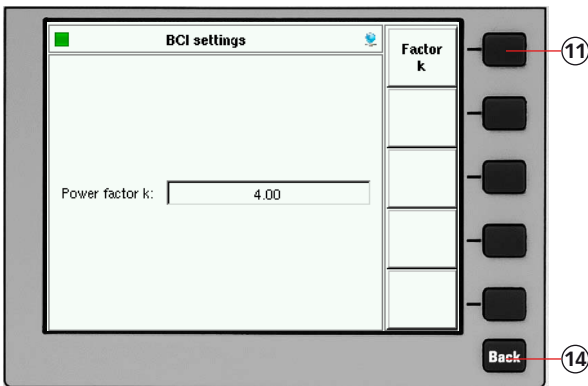 BCI settings
Factor
k
11
Power factor k:
4.00
Back
14